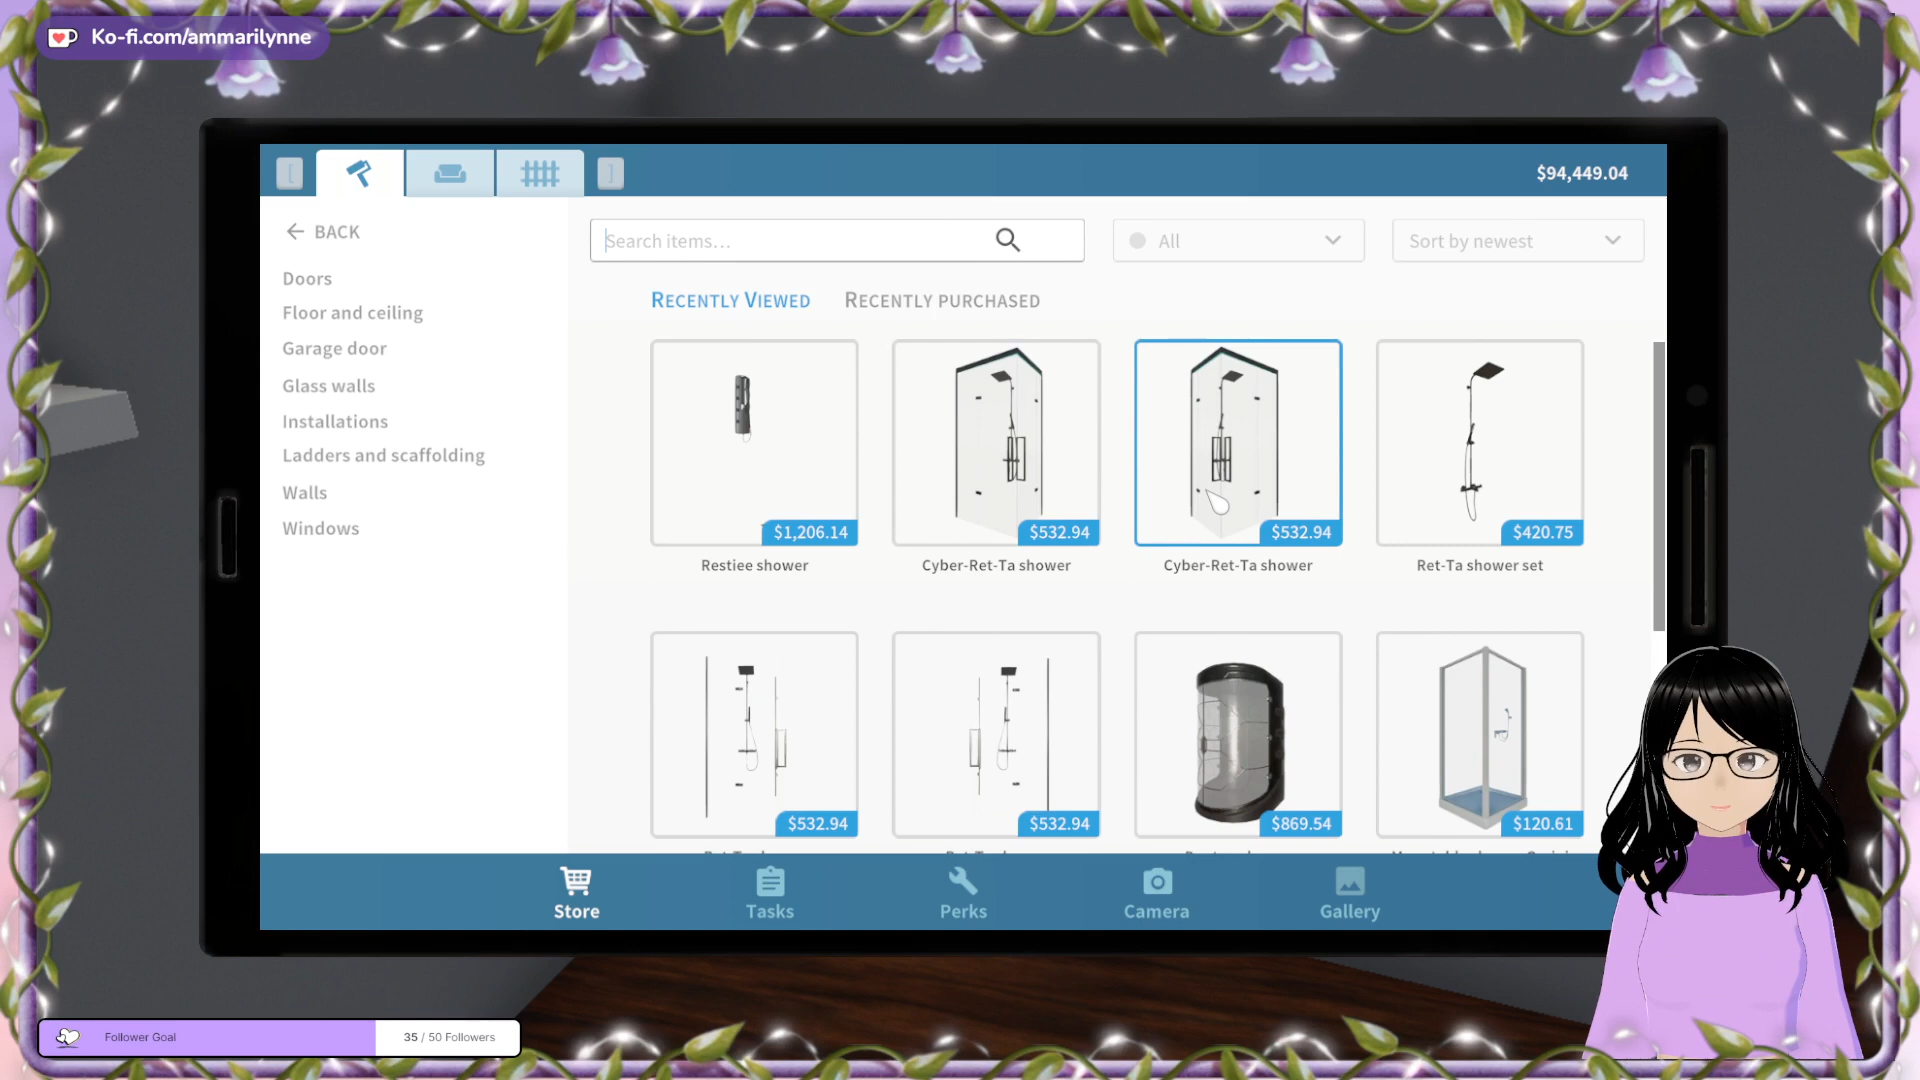 Ko-fi.com/ammarilynne
[
]
$94,449.04
BACK
Search items...
All
Sort by newest
Doors
Floor and ceiling
Garage door
Glass walls
Installations
Ladders and scaffolding
Walls
Windows
RECENTLY VIEWED
RECENTLY PURCHASED
$1,206.14
$532.94
$532.94
$420.75
Restiee shower
Cyber-Ret-Ta shower
Cyber-Ret-Ta shower
Ret-Ta shower set
$532.94
$532.94
$869.54
$120.61
Store
Tasks
Perks
Camera
Gallery
Follower Goal
35 / 50 Followers